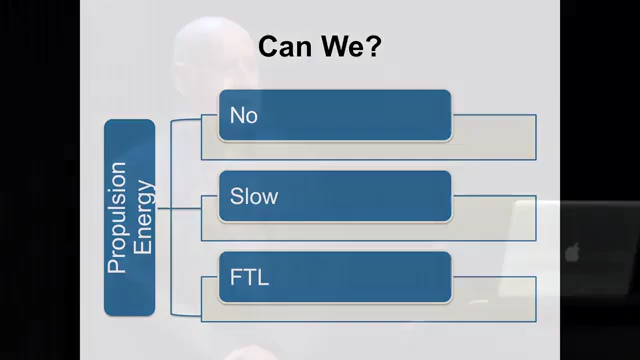 Can We?
Propulsion
Energy
No
Slow
FTL